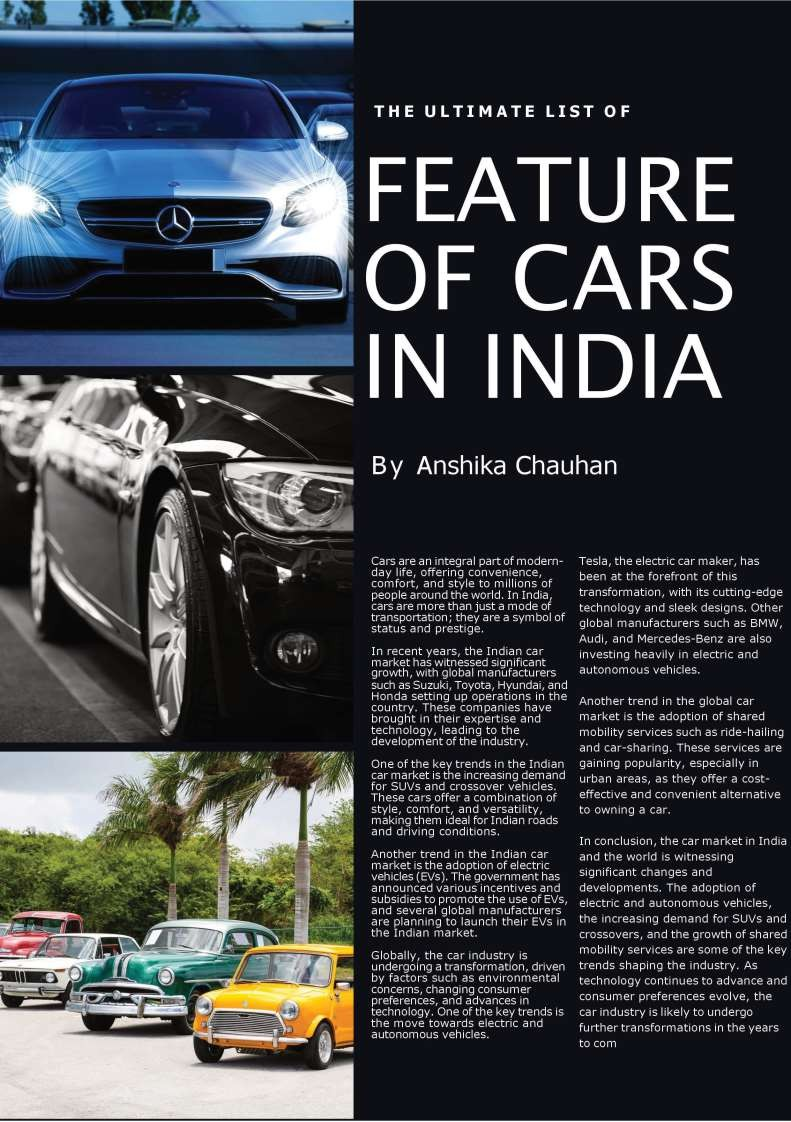 THE ULTIMATE LIST OF
FEATURE
OF CARS
IN INDIA
By Anshika Chauhan
Cars are an integral part of modern-
day life, offering convenience,
comfort, and style to millions of
people around the world. In India,
cars are more than just a mode of
transportation; they are a symbol of
status and prestige.
In recent years, the Indian car
market has witnessed significant
growth, with global manufacturers
such as Suzuki, Toyota, Hyundai, and
Honda setting up operations in the
country. These companies have
brought in their expertise and
technology, leading to the
development of the industry.
One of the key trends in the Indian
car market is the increasing demand
for SUVs and crossover vehicles.
These cars offer a combination of
style, comfort, and versatility,
making them ideal for Indian roads
and driving conditions.
Another trend in the Indian car
market is the adoption of electric
vehicles (EVs). The government has
announced various incentives and
subsidies to promote the use of EVs,
and several global manufacturers
are planning to launch their EVs in
the Indian market.
Globally, the car industry is
undergoing a transformation, driven
by factors such as environmental
concerns, changing consumer
preferences, and advances in
technology. One of the key trends is
the move towards electric and
autonomous vehicles.
Tesla, the electric car maker, has
been at the forefront of this
transformation, with its cutting-edge
technology and sleek designs. Other
global manufacturers such as BMW,
Audi, and Mercedes-Benz are also
investing heavily in electric and
autonomous vehicles.
Another trend in the global car
market is the adoption of shared
mobility services such as ride-hailing
and car-sharing. These services are
gaining popularity, especially in
urban areas, as they offer a cost-
effective and convenient alternative
to owning a car.
In conclusion, the car market in India
and the world is witnessing
significant changes and
developments. The adoption of
electric and autonomous vehicles,
the increasing demand for SUVs and
crossovers, and the growth of shared
mobility services are some of the key
trends shaping the industry. As
technology continues to advance and
consumer preferences evolve, the
car industry is likely to undergo
further transformations in the years
to com